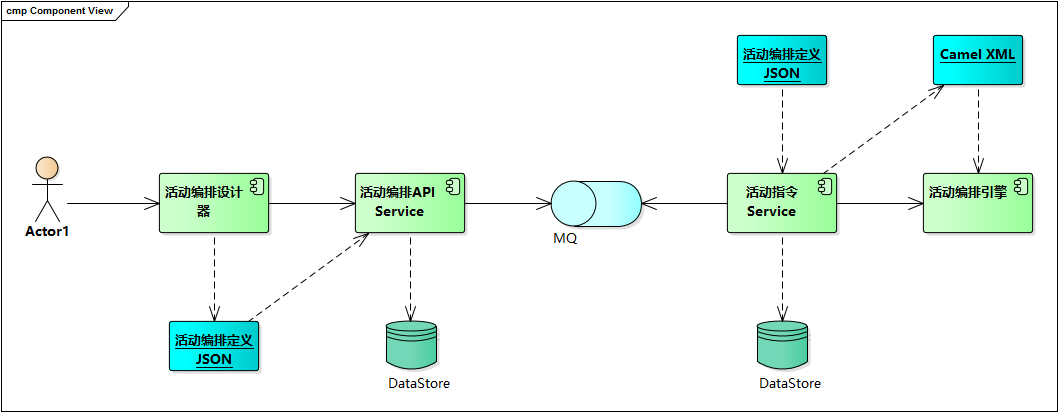 cmp Component View
活动编排定义
JSON
Camel XML
Actor1
活动编排设计
器
活动编排API
Service
MQ
活动指令
Service
活动编排引擎
活动编排定义
JSON
DataStore
DataStore